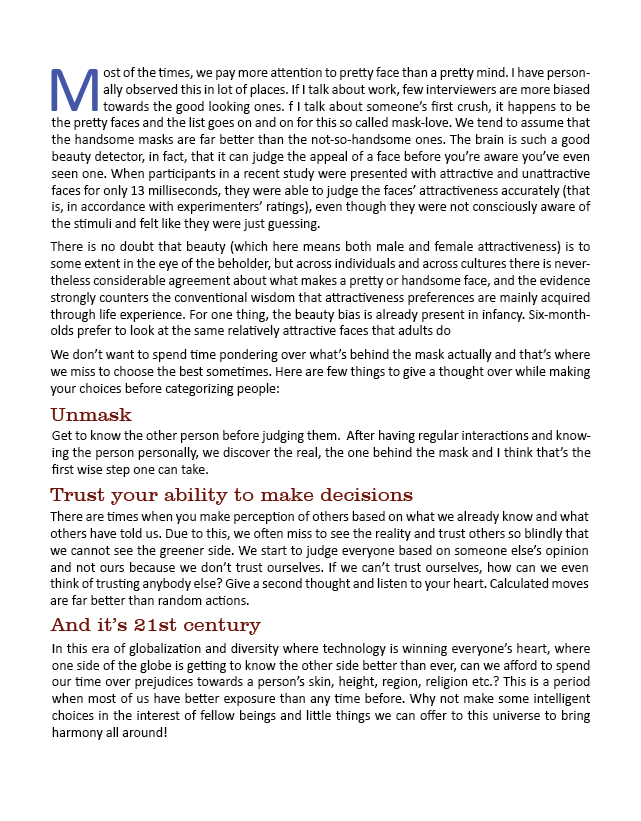 Most of the times, we pay more attention to pretty face than a pretty mind. I have person-
ally observed this in lot of places. If I talk about work, few interviewers are more biased
towards the good looking ones. f I talk about someone's first crush, it happens to be
the pretty faces and the list goes on and on for this so called mask-love. We tend to assume that
the handsome masks are far better than the not-so-handsome ones. The brain is such a good
beauty detector, in fact, that it can judge the appeal of a face before you're aware you've even
seen one. When participants in a recent study were presented with attractive and unattractive
faces for only 13 milliseconds, they were able to judge the faces' attractiveness accurately (that
is, in accordance with experimenters' ratings), even though they were not consciously aware of
the stimuli and felt like they were just guessing.
There is no doubt that beauty (which here means both male and female attractiveness) is to
some extent in the eye of the beholder, but across individuals and across cultures there is never-
theless considerable agreement about what makes a pretty or handsome face, and the evidence
strongly counters the conventional wisdom that attractiveness preferences are mainly acquired
through life experience. For one thing, the beauty bias is already present in infancy. Six-month-
olds prefer to look at the same relatively attractive faces that adults do
We don't want to spend time pondering over what's behind the mask actually and that's where
we miss to choose the best sometimes. Here are few things to give a thought over while making
your choices before categorizing people:
Unmask
Get to know the other person before judging them. After having regular interactions and know-
ing the person personally, we discover the real, the one behind the mask and I think that's the
first wise step one can take.
Trust your ability to make decisions
There are times when you make perception of others based on what we already know and what
others have told us. Due to this, we often miss to see the reality and trust others so blindly that
we cannot see the greener side. We start to judge everyone based on someone else's opinion
and not ours because we don't trust ourselves. If we can't trust ourselves, how can we even
think of trusting anybody else? Give a second thought and listen to your heart. Calculated moves
are far better than random actions.
And it's 21st century
In this era of globalization and diversity where technology is winning everyone's heart, where
one side of the globe is getting to know the other side better than ever, can we afford to spend
our time over prejudices towards a person's skin, height, region, religion etc.? This is a period
when most of us have better exposure than any time before. Why not make some intelligent
choices in the interest of fellow beings and little things we can offer to this universe to bring
harmony all around!